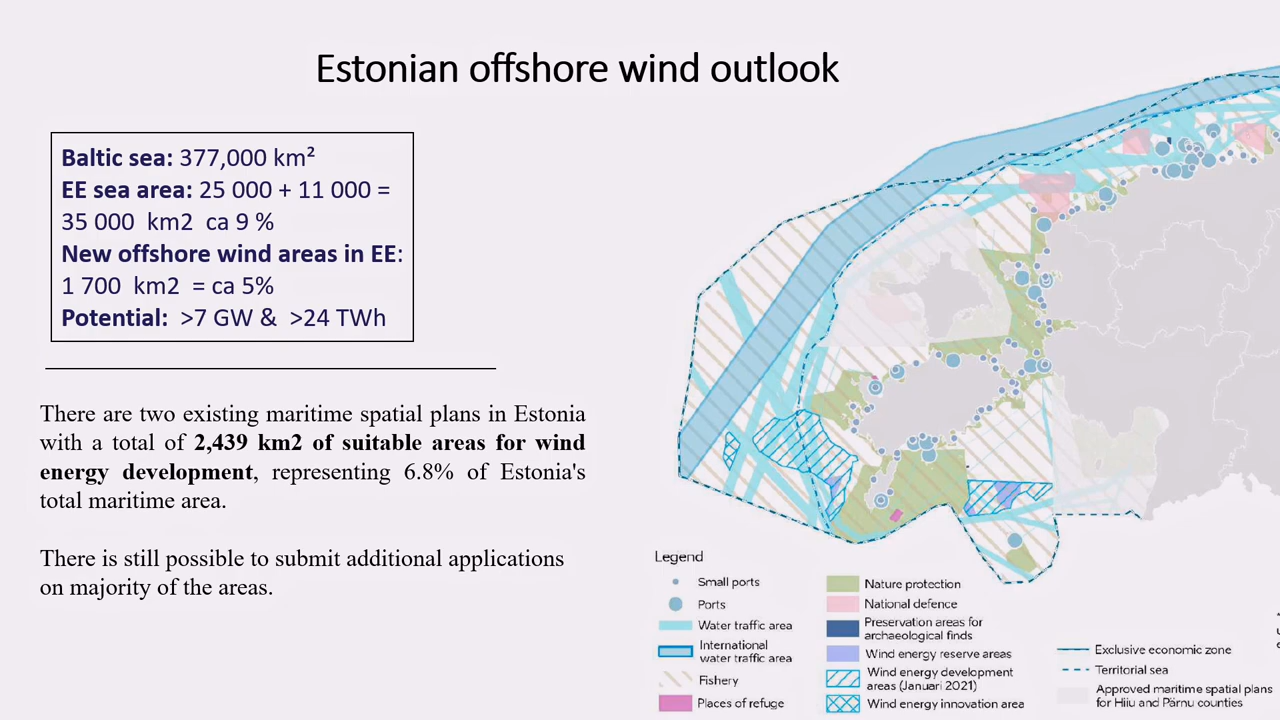 Estonian offshore wind outlook
Baltic sea: 377,000 km²
EE sea area: 25 000 + 11 000 =
35 000 km2 ca 9 %
New offshore wind areas in EE:
1 700 km2 = ca 5%
Potential: >7 GW & >24 TWh
There are two existing maritime spatial plans in Estonia
with a total of 2,439 km2 of suitable areas for wind
energy development, representing 6.8% of Estonia's
total maritime area.
There is still possible to submit additional applications
on majority of the areas.
Legend
Small ports
Ports
Water traffic area
International
water traffic area
Fishery
Places of refuge
Nature protection
National defence
Preservation areas for
archaeological finds
Wind energy reserve areas
Wind energy development
areas (Januari 2021)
Wind energy innovation area
Exclusive economic zone
Territorial sea
Approved maritime spatial plans
for Hiiu and Pärnu counties